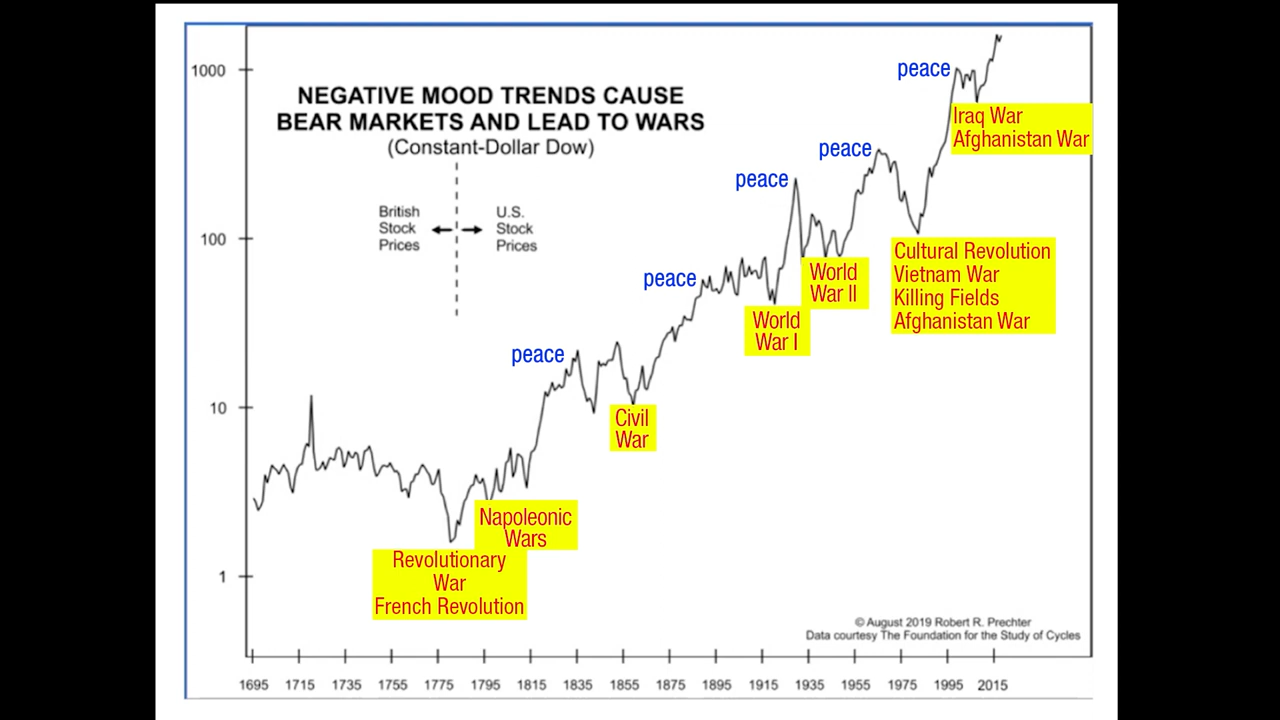 1000
100
10
1
NEGATIVE MOOD TRENDS CAUSE
BEAR MARKETS AND LEAD TO WARS
(Constant-Dollar Dow)
British
Stock
Prices
U.S.
Stock
Prices
peace
peace
peace
peace
peace
Iraq War
Afghanistan War
Cultural Revolution
Vietnam War
Killing Fields
Afghanistan War
World
War II
World
War I
Civil
War
Napoleonic
Wars
Revolutionary
War
French Revolution
© August 2019 Robert R. Prechter
Data courtesy The Foundation for the Study of Cycles
1695 1715 1735 1755 1775 1795 1815 1835 1855 1875 1895 1915 1935 1955 1975 1995 2015